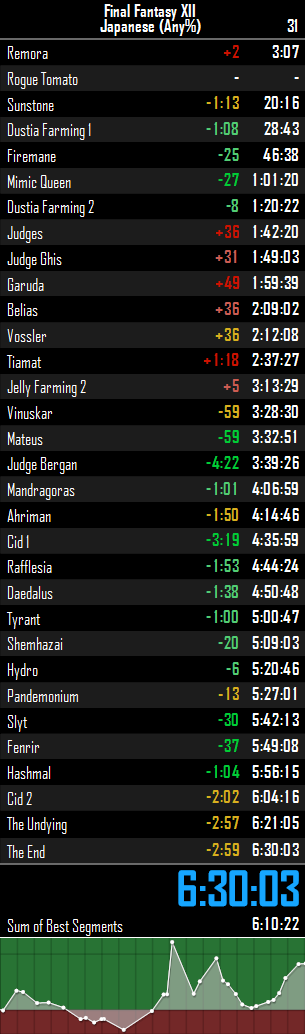 Final Fantasy XII
Japanese (Any%) 31
Remora +2 3:07
Rogue Tomato - -
Sunstone -1:13 20:16
Dustia Farming 1 -1:08 28:43
Firemane -25 46:38
Mimic Queen -27 1:01:20
Dustia Farming 2 -8 1:20:22
Judges +36 1:42:20
Judge Ghis +31 1:49:03
Garuda +49 1:59:39
Belias +36 2:09:02
Vossler +36 2:12:08
Tiamat +1:18 2:37:27
Jelly Farming 2 +5 3:13:29
Vinuskar -59 3:28:30
Mateus -59 3:32:51
Judge Bergan -4:22 3:39:26
Mandragoras -1:01 4:06:59
Ahriman -1:50 4:14:46
Cid 1 -3:19 4:35:59
Rafflesia -1:53 4:44:24
Daedalus -1:38 4:50:48
Tyrant -1:00 5:00:47
Shemhazai -20 5:09:03
Hydro -6 5:20:46
Pandemonium -13 5:27:01
Slyt -30 5:42:13
Fenrir -37 5:49:08
Hashmal -1:04 5:56:15
Cid 2 -2:02 6:04:16
The Undying -2:57 6:21:05
The End -2:59 6:30:03
6:30:03
Sum of Best Segments 6:10:22